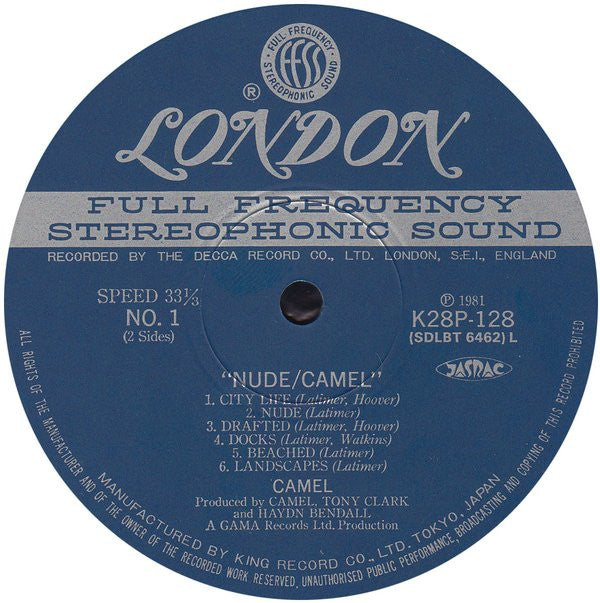 FULL FREQUENCY
FFSS
STEREOPHONIC SOUND
® LONDON
FULL FREQUENCY
STEREOPHONIC SOUND
RECORDED BY THE DECCA RECORD CO., LTD. LONDON, S.E.I., ENGLAND
SPEED 33⅓
NO. 1
(2 Sides)
℗ 1981
K28P-128
(SDLBT 6462) L
JASRAC
"NUDE/CAMEL"
1. CITY LIFE (Latimer, Hoover)
2. NUDE (Latimer)
3. DRAFTED (Latimer, Hoover)
4. DOCKS (Latimer, Watkins)
5. BEACHED (Latimer)
6. LANDSCAPES (Latimer)
CAMEL
Produced by CAMEL, TONY CLARK
and HAYDN BENDALL
A GAMA Records Ltd. Production
MANUFACTURED BY KING RECORD CO., LTD. TOKYO, JAPAN
ALL RIGHTS OF THE MANUFACTURER AND OF THE OWNER OF THE RECORDED WORK RESERVED. UNAUTHORISED PUBLIC PERFORMANCE, BROADCASTING AND COPYING OF THIS RECORD PROHIBITED